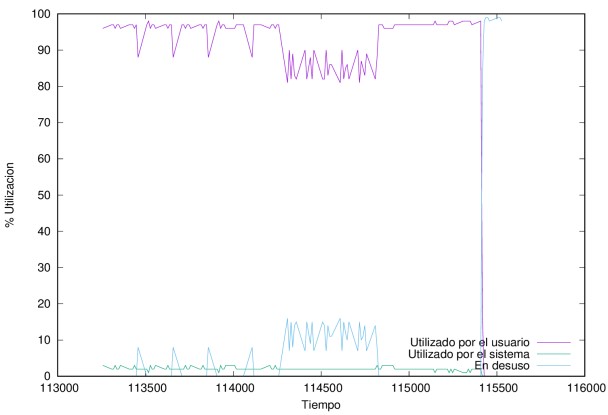 100
90
80
70
60
50
40
30
20
10
0
% Utilizacion
Utilizado por el usuario
Utilizado por el sistema
En desuso
113000 113500 114000 114500 115000 115500 116000
Tiempo